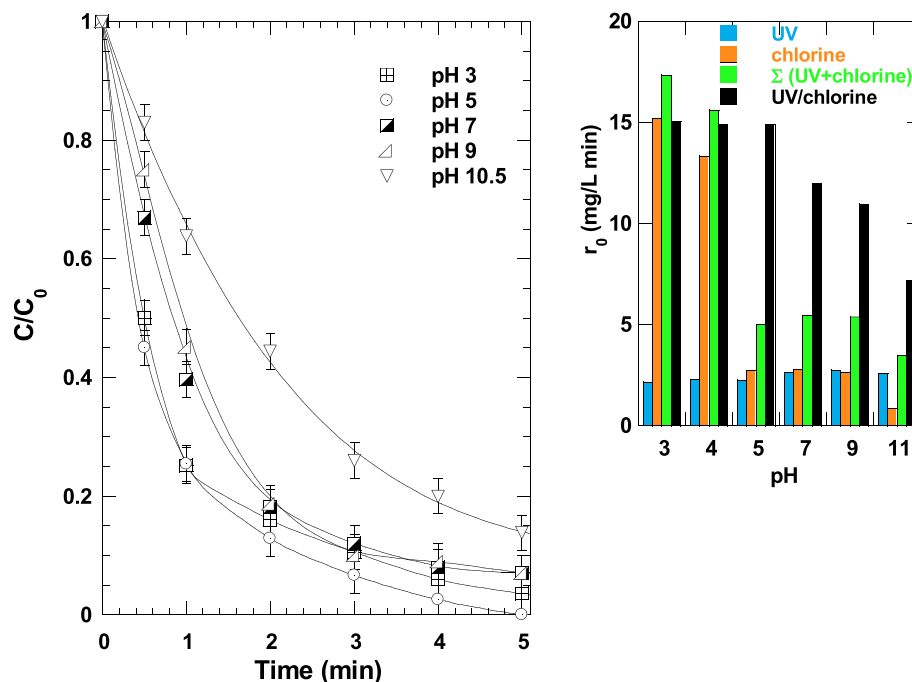 C/C0
1
0.8
0.6
0.4
0.2
0
pH 3
pH 5
pH 7
pH 9
pH 10.5
0 1 2 3 4 5
Time (min)
r0 (mg/L min)
20
15
10
5
0
UV
chlorine
Σ (UV+chlorine)
UV/chlorine
3 4 5 7 9 11
pH